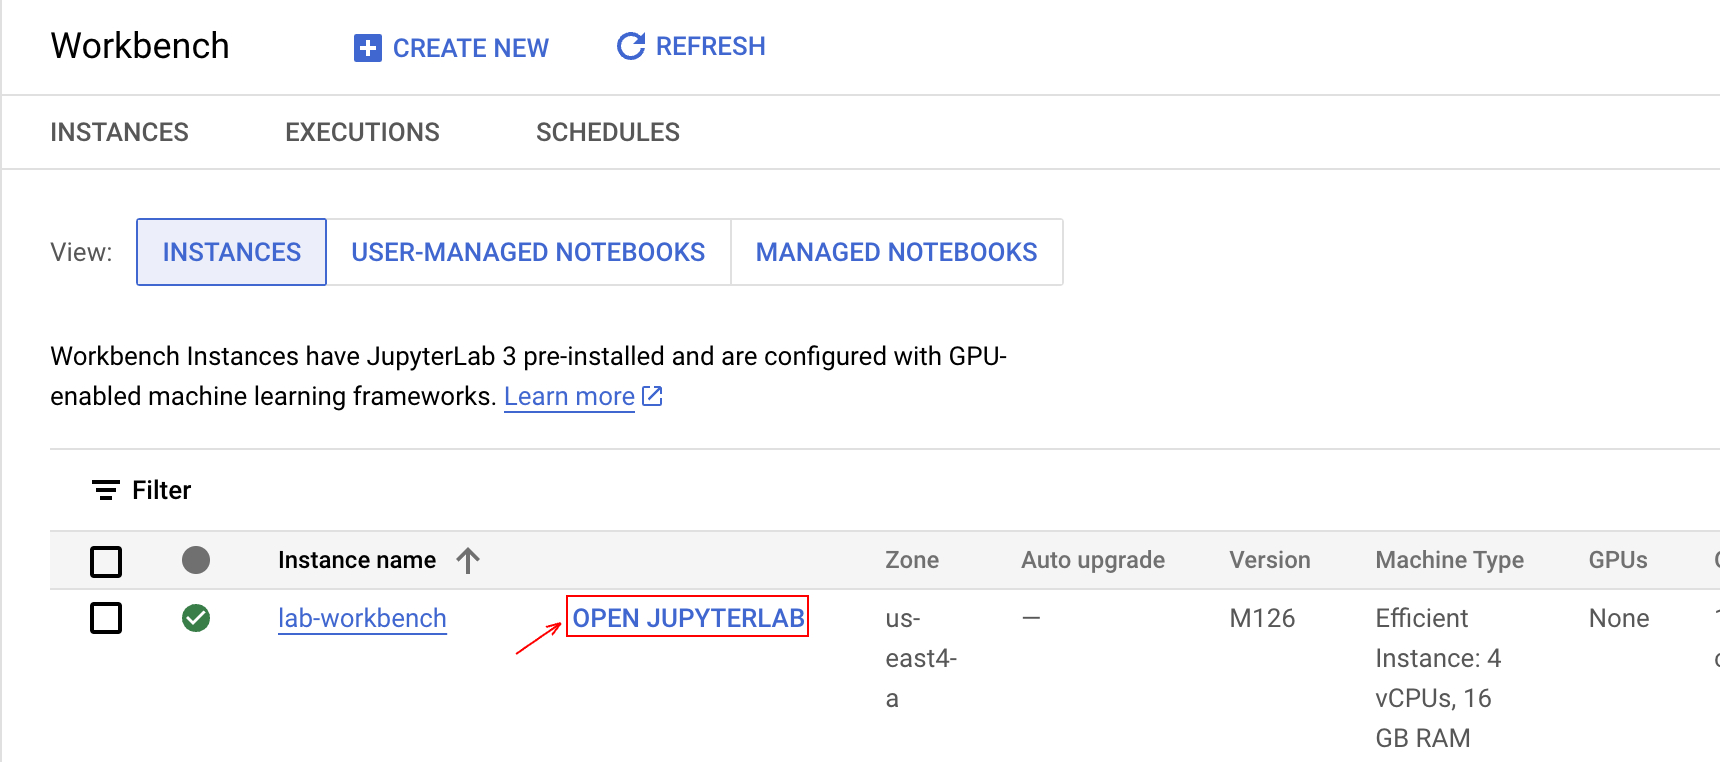 Workbench CREATE NEW REFRESH
INSTANCES EXECUTIONS SCHEDULES
View: INSTANCES USER-MANAGED NOTEBOOKS MANAGED NOTEBOOKS
Workbench Instances have JupyterLab 3 pre-installed and are configured with GPU-
enabled machine learning frameworks. Learn more
Filter
Instance name Zone Auto upgrade Version Machine Type GPUs
lab-workbench OPEN JUPYTERLAB us- — M126 Efficient None
east4- Instance: 4
a vCPUs, 16
GB RAM